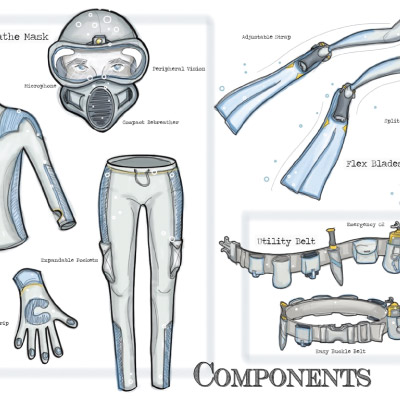 athe Mask
Peripheral Vision
Microphone
Compact Rebreather
Expandable Pockets
rip
Adjustable Strap
Split
Flex Blades
Utility Belt
Emergency O2
Easy Buckle Belt
COMPONENTS